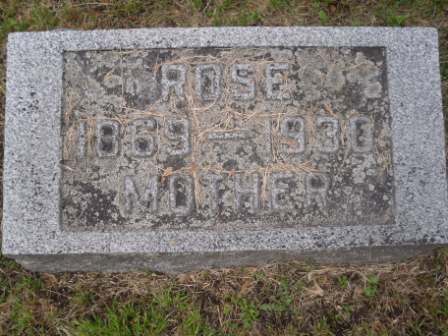 ROSE
1869 — 1930
MOTHER